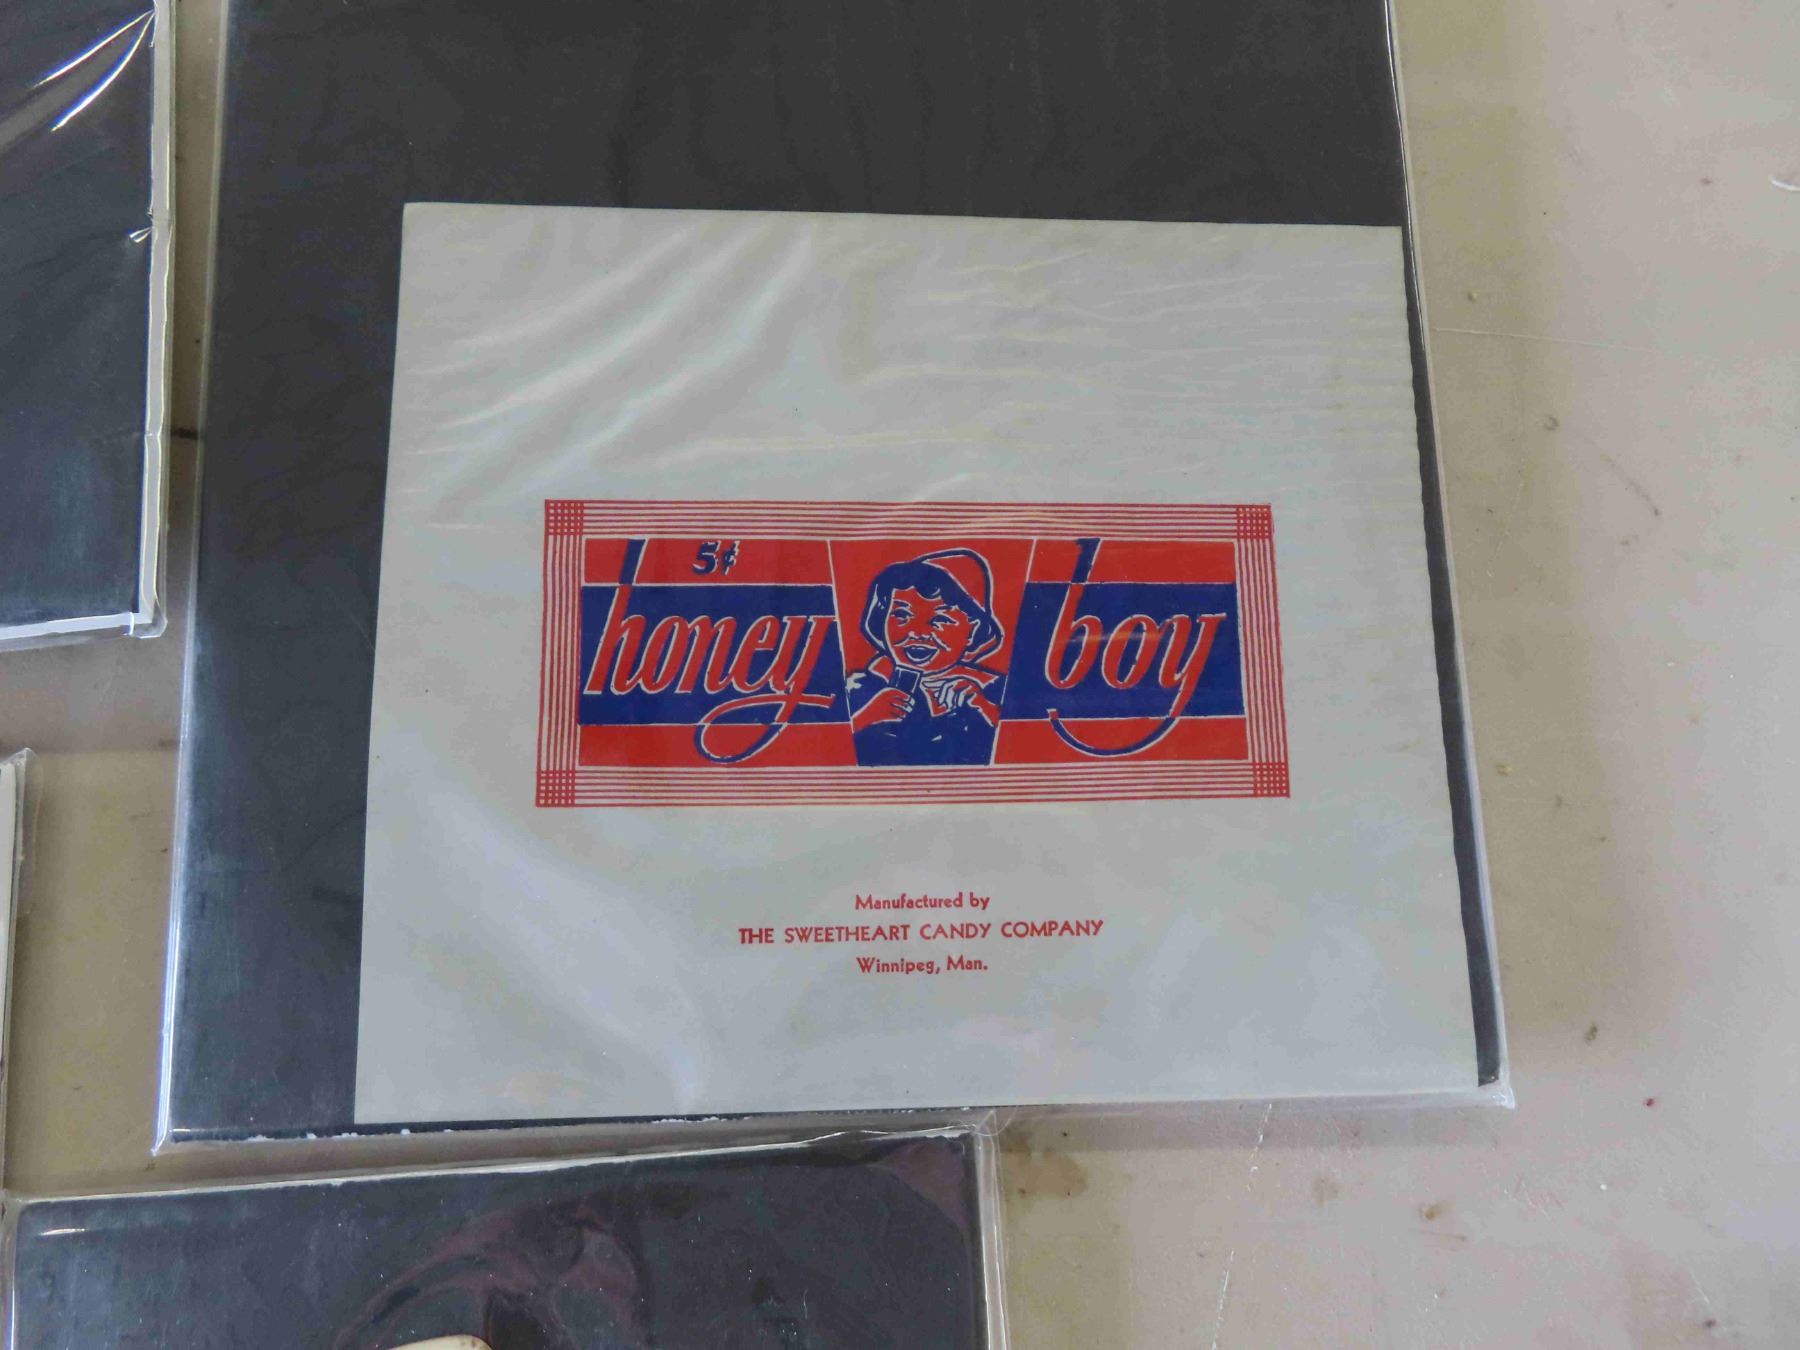 5¢
honey boy
Manufactured by
THE SWEETHEART CANDY COMPANY
Winnipeg, Man.